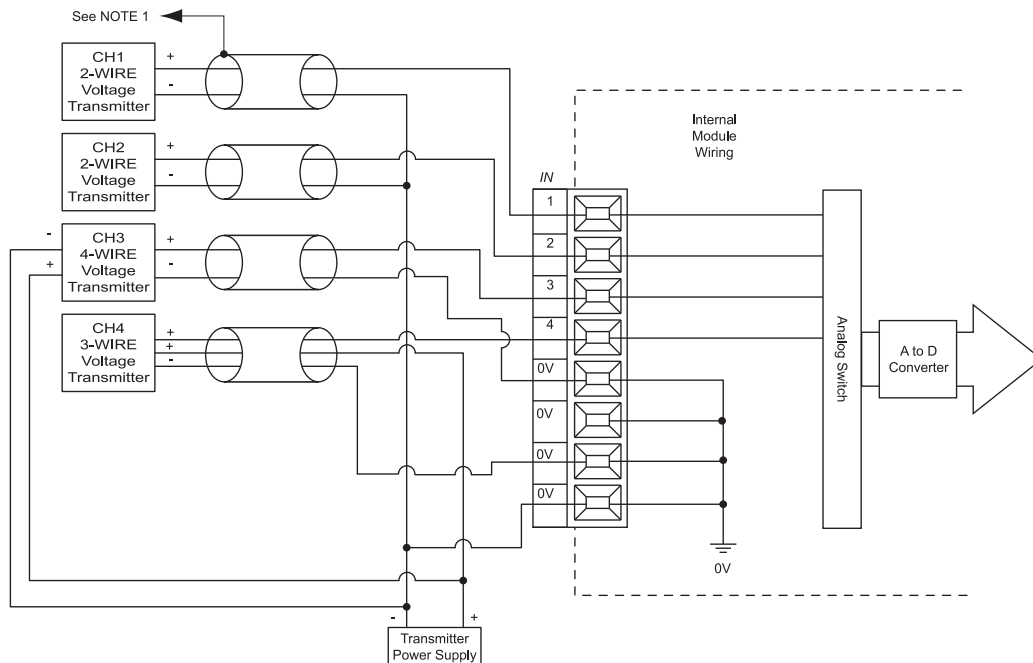 See NOTE 1
CH1
2-WIRE
Voltage
Transmitter
+
-
CH2
2-WIRE
Voltage
Transmitter
+
-
CH3
4-WIRE
Voltage
Transmitter
-
+
+
-
CH4
3-WIRE
Voltage
Transmitter
+
+
-
Internal
Module
Wiring
IN
1
2
3
4
0V
0V
0V
0V
Analog Switch
A to D
Converter
0V
-
+
Transmitter
Power Supply